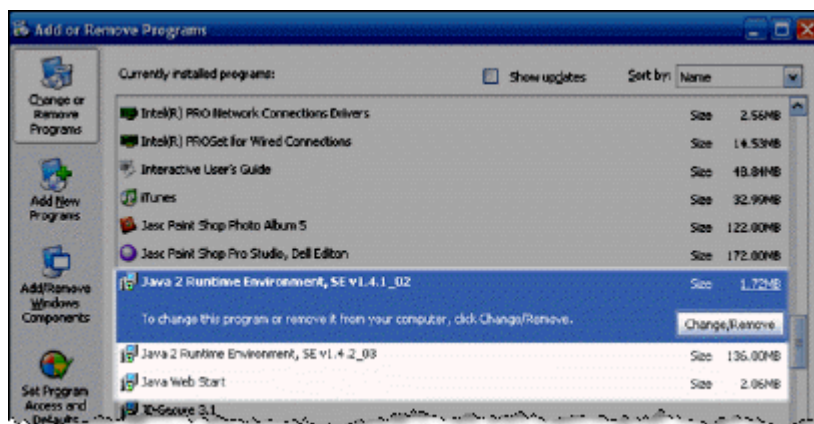 Add or Remove Programs
Change or
Remove
Programs
Currently installed programs:
Show updates
Sort by: Name
Intel(R) PRO Network Connections Drivers Size 2.56MB
Intel(R) PROSet for Wired Connections Size 14.53MB
Interactive User's Guide Size 48.84MB
iTunes Size 32.99MB
Jasc Paint Shop Photo Album 5 Size 122.00MB
Jasc Paint Shop Pro Studio, Dell Editon Size 172.00MB
Java 2 Runtime Environment, SE v1.4.1_02 Size 1.72MB
To change this program or remove it from your computer, click Change/Remove.
Change/Remove
Java 2 Runtime Environment, SE v1.4.2_03 Size 136.00MB
Java Web Start Size 2.06MB
3.1
Add New
Programs
Add/Remove
Windows
Components
Set Program
Access and
Defaults